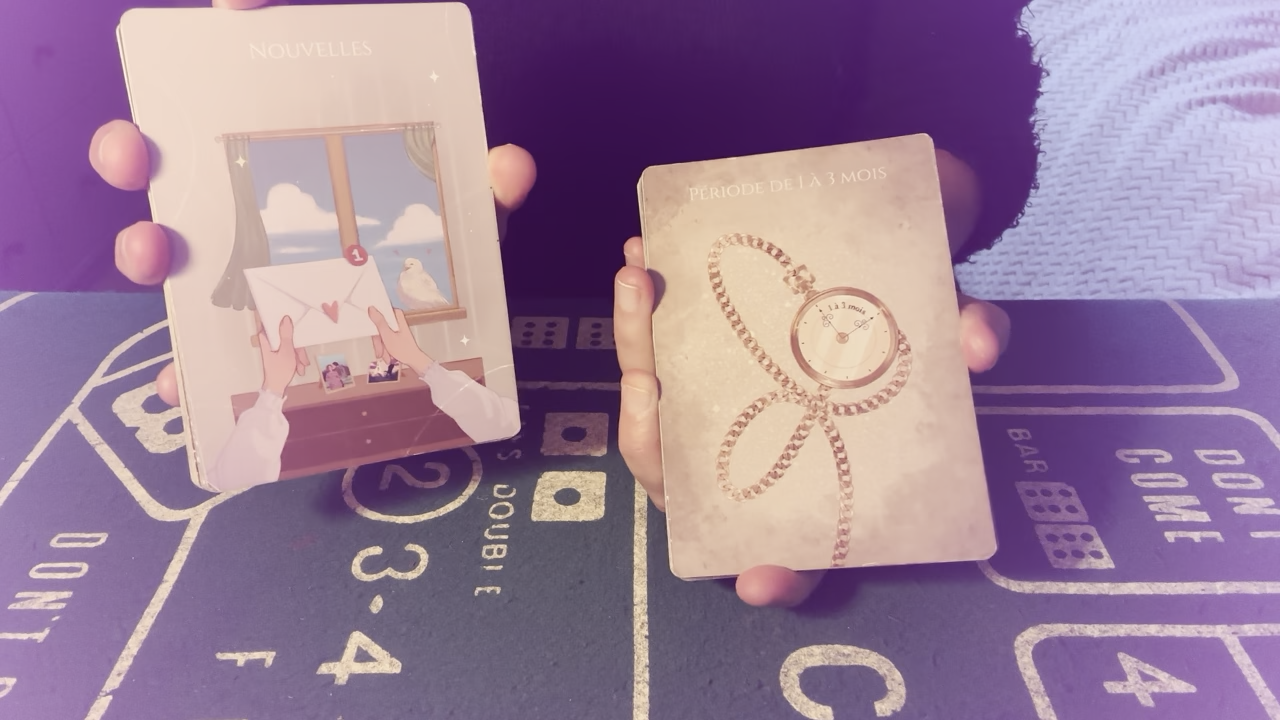 Nouvelles
1
Période de 1 à 3 mois
1 à 3 mois
2
3·4
DOUBLE
F
DON'T P
BAR
DON'T
COME
C
4